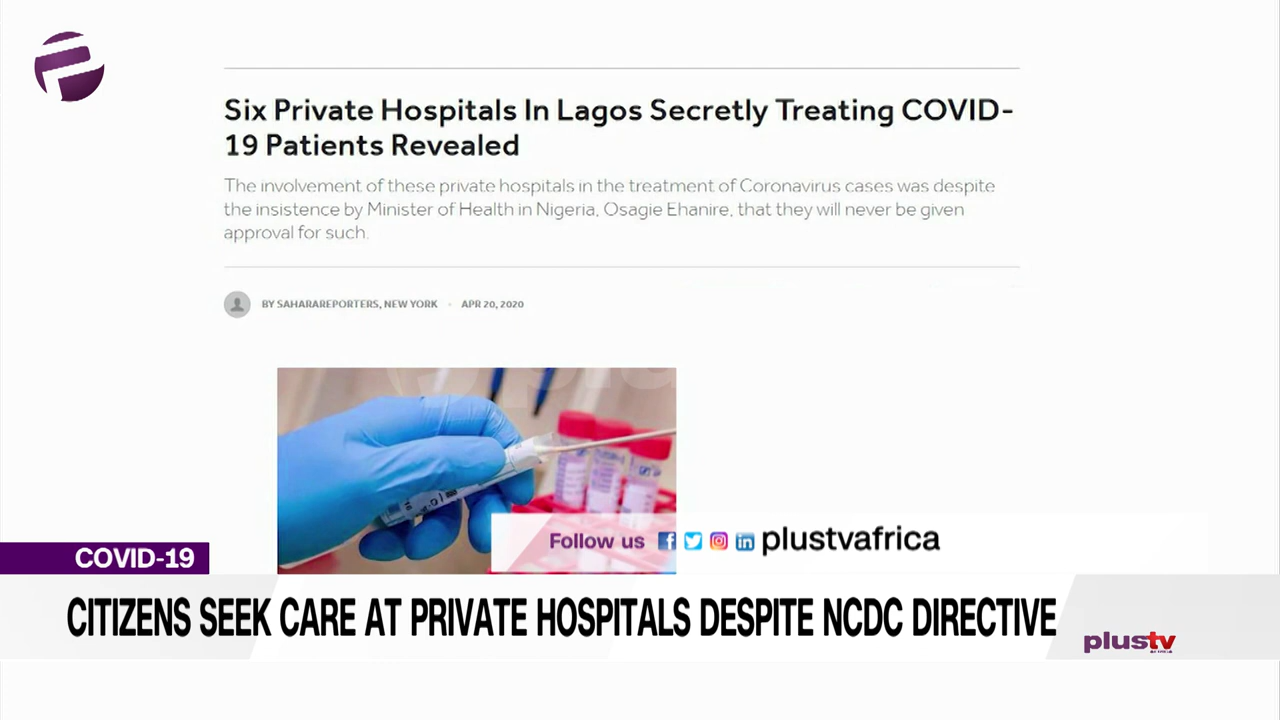 Six Private Hospitals In Lagos Secretly Treating COVID-
19 Patients Revealed
The involvement of these private hospitals in the treatment of Coronavirus cases was despite
the insistence by Minister of Health in Nigeria, Osagie Ehanire, that they will never be given
approval for such.
BY SAHARAREPORTERS, NEW YORK • APR 20, 2020
Follow us plustvafrica
COVID-19
CITIZENS SEEK CARE AT PRIVATE HOSPITALS DESPITE NCDC DIRECTIVE
plustv
AFRICA